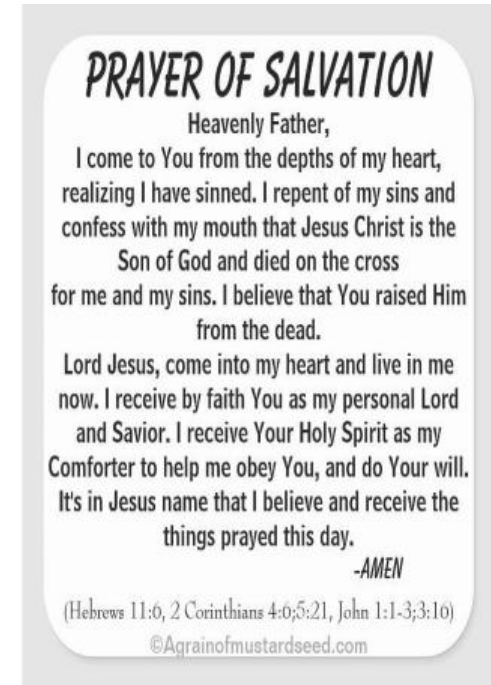 PRAYER OF SALVATION
Heavenly Father,
I come to You from the depths of my heart,
realizing I have sinned. I repent of my sins and
confess with my mouth that Jesus Christ is the
Son of God and died on the cross
for me and my sins. I believe that You raised Him
from the dead.
Lord Jesus, come into my heart and live in me
now. I receive by faith You as my personal Lord
and Savior. I receive Your Holy Spirit as my
Comforter to help me obey You, and do Your will.
It's in Jesus name that I believe and receive the
things prayed this day.
-AMEN
(Hebrews 11:6, 2 Corinthians 4:6;5:21, John 1:1-3;3:16)
©Agrainofmustardseed.com